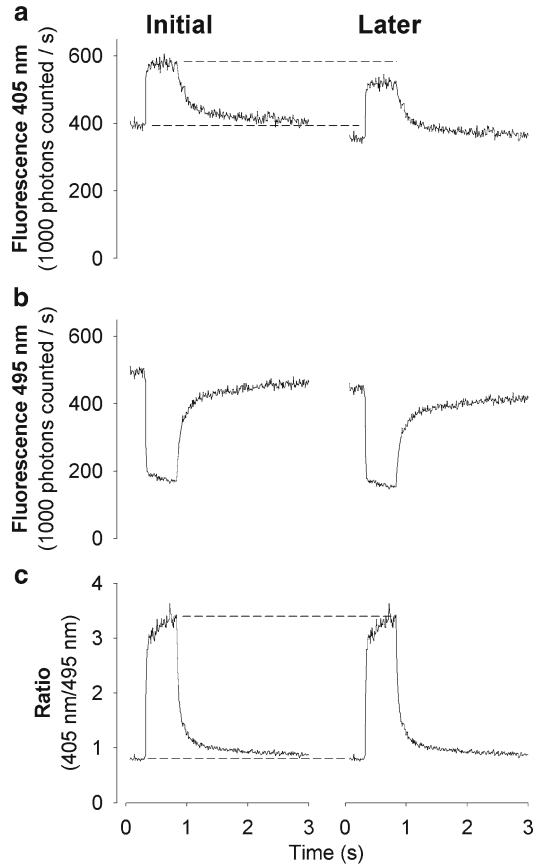 a
Initial
Later
Fluorescence 405 nm
(1000 photons counted / s)
600
400
200
0
b
Fluorescence 495 nm
(1000 photons counted / s)
600
400
200
0
c
Ratio
(405 nm/495 nm)
4
3
2
1
0
0 1 2 3 0 1 2 3
Time (s)